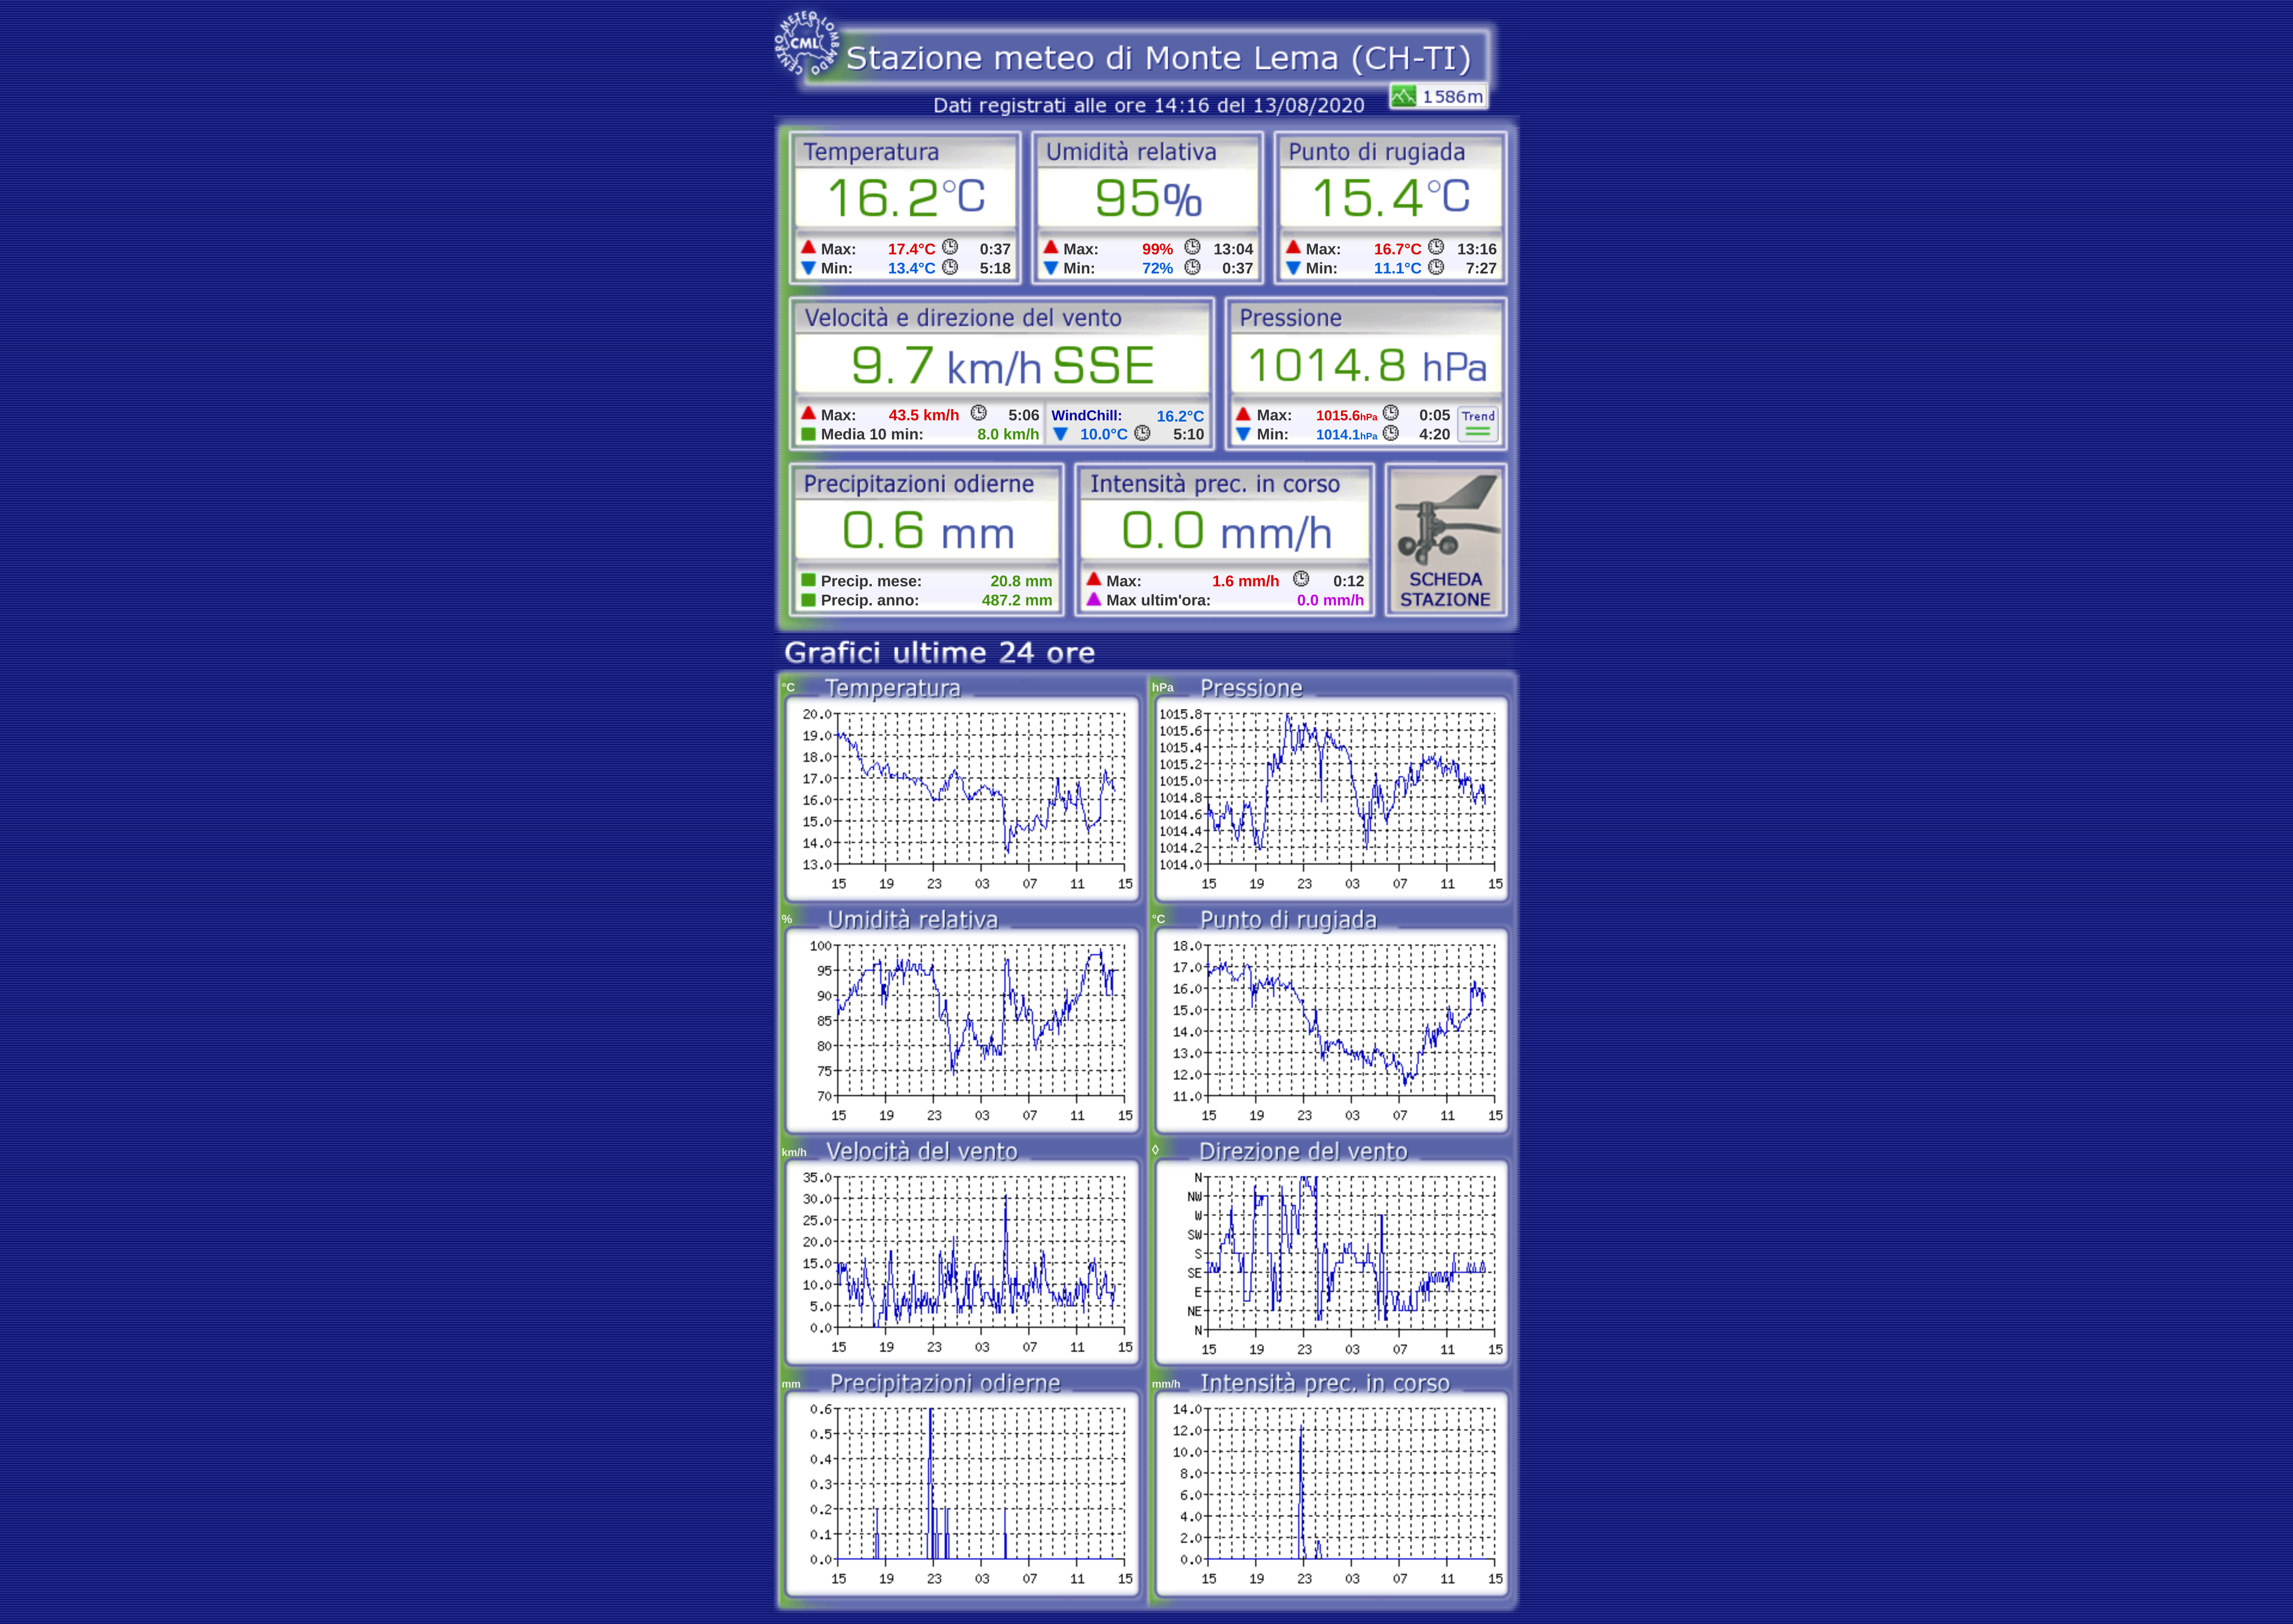 CENTRO METEO LOMBARDO
CML
Stazione meteo di Monte Lema (CH-TI)
1586m
Dati registrati alle ore 14:16 del 13/08/2020
Temperatura
16.2°C
Max: 17.4°C 0:37
Min: 13.4°C 5:18
Umidità relativa
95%
Max: 99% 13:04
Min: 72% 0:37
Punto di rugiada
15.4°C
Max: 16.7°C 13:16
Min: 11.1°C 7:27
Velocità e direzione del vento
9.7 km/h SSE
Max: 43.5 km/h 5:06
Media 10 min: 8.0 km/h
WindChill: 16.2°C
10.0°C 5:10
Pressione
1014.8 hPa
Max: 1015.6hPa 0:05
Min: 1014.1hPa 4:20
Trend
Precipitazioni odierne
0.6 mm
Precip. mese: 20.8 mm
Precip. anno: 487.2 mm
Intensità prec. in corso
0.0 mm/h
Max: 1.6 mm/h 0:12
Max ultim'ora: 0.0 mm/h
SCHEDA
STAZIONE
Grafici ultime 24 ore
°C Temperatura
20.0
19.0
18.0
17.0
16.0
15.0
14.0
13.0
15 19 23 03 07 11 15
hPa Pressione
1015.8
1015.6
1015.4
1015.2
1015.0
1014.8
1014.6
1014.4
1014.2
1014.0
15 19 23 03 07 11 15
% Umidità relativa
100
95
90
85
80
75
70
15 19 23 03 07 11 15
°C Punto di rugiada
18.0
17.0
16.0
15.0
14.0
13.0
12.0
11.0
15 19 23 03 07 11 15
km/h Velocità del vento
35.0
30.0
25.0
20.0
15.0
10.0
5.0
0.0
15 19 23 03 07 11 15
◊ Direzione del vento
N
NW
W
SW
S
SE
E
NE
N
15 19 23 03 07 11 15
mm Precipitazioni odierne
0.6
0.5
0.4
0.3
0.2
0.1
0.0
15 19 23 03 07 11 15
mm/h Intensità prec. in corso
14.0
12.0
10.0
8.0
6.0
4.0
2.0
0.0
15 19 23 03 07 11 15